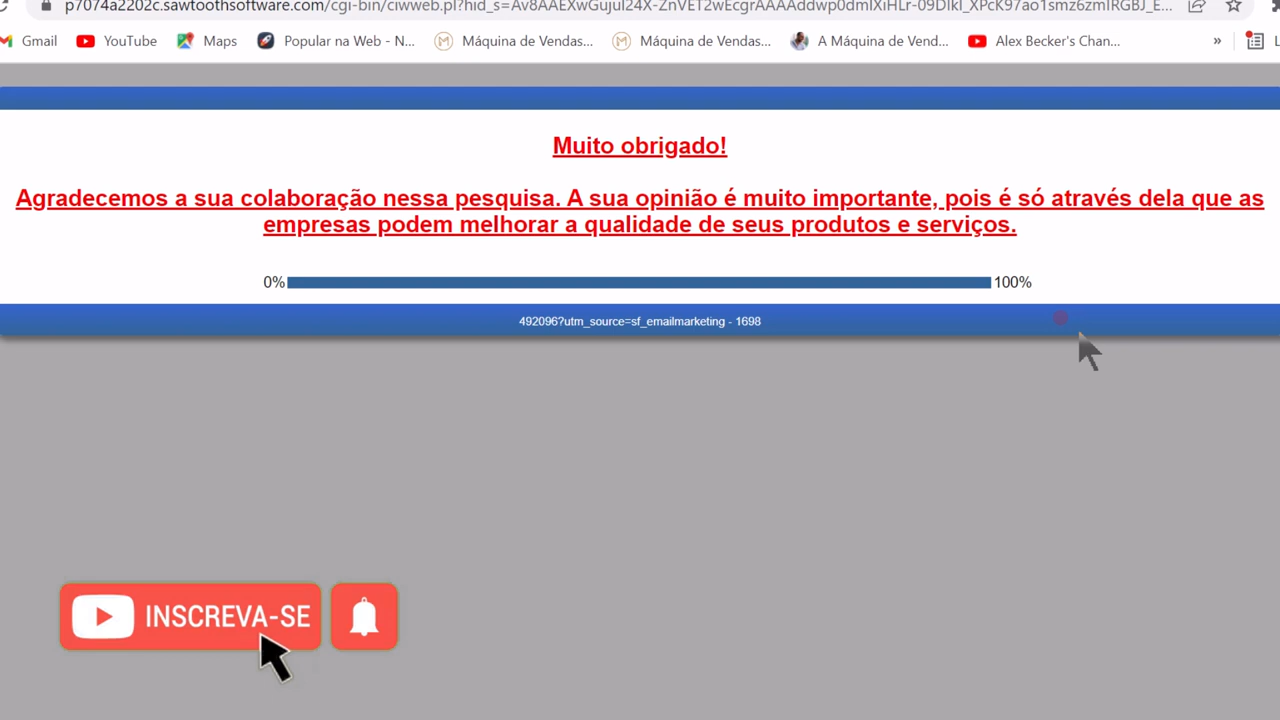 p7074a2202c.sawtoothsoftware.com/cgi-bin/ciwweb.pl?hid_s=
Gmail YouTube Maps Popular na Web - N... Máquina de Vendas... Máquina de Vendas... A Máquina de Vend... Alex Becker's Chan... »
Muito obrigado!
Agradecemos a sua colaboração nessa pesquisa. A sua opinião é muito importante, pois é só através dela que as
empresas podem melhorar a qualidade de seus produtos e serviços.
0% 100%
492096?utm_source=sf_emailmarketing - 1698
INSCREVA-SE